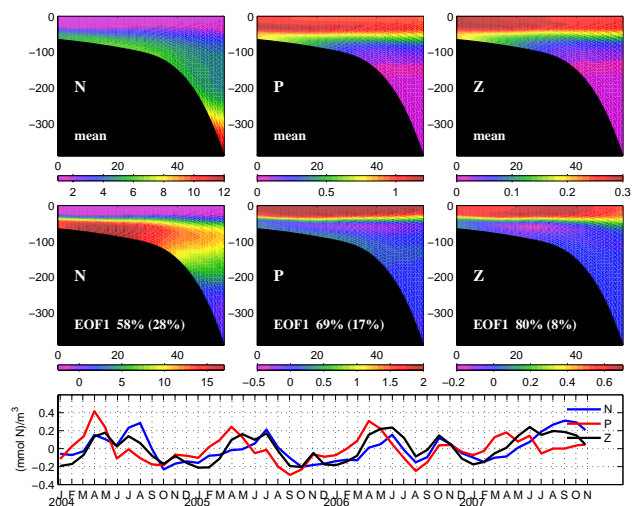 0
−100
−200
−300
N
mean
0 20 40
2 4 6 8 10 12
0
−100
−200
−300
P
mean
0 20 40
0 0.5 1
0
−100
−200
−300
Z
mean
0 20 40
0 0.1 0.2 0.3
0
−100
−200
−300
N
EOF1 58% (28%)
0 20 40
0 5 10 15
0
−100
−200
−300
P
EOF1 69% (17%)
0 20 40
−0.5 0 0.5 1 1.5 2
0
−100
−200
−300
Z
EOF1 80% (8%)
0 20 40
−0.2 0 0.2 0.4 0.6
(mmol N)/m3
0.4
0.2
0
−0.2
−0.4
N
P
Z
J F M A M J J A S O N D J F M A M J J A S O N D J F M A M J J A S O N D J F M A M J J A S O N
2004 2005 2006 2007